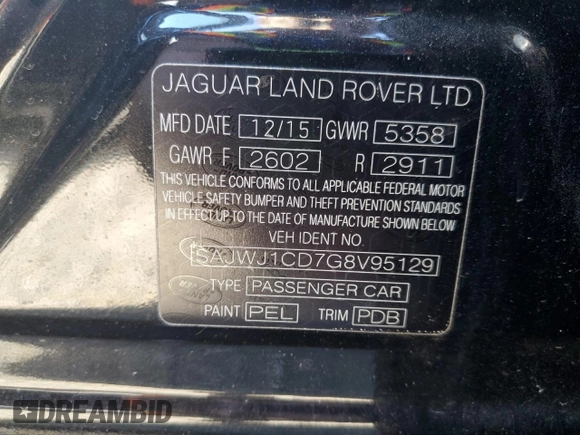 JAGUAR LAND ROVER LTD
MFD DATE 12/15 GVWR 5358
GAWR F 2602 R 2911
THIS VEHICLE CONFORMS TO ALL APPLICABLE FEDERAL MOTOR
VEHICLE SAFETY BUMPER AND THEFT PREVENTION STANDARDS
IN EFFECT UP TO THE DATE OF MANUFACTURE SHOWN BELOW
VEH IDENT NO.
SAJWJ1CD7G8V95129
TYPE PASSENGER CAR
PAINT PEL TRIM PDB
DREAMBID